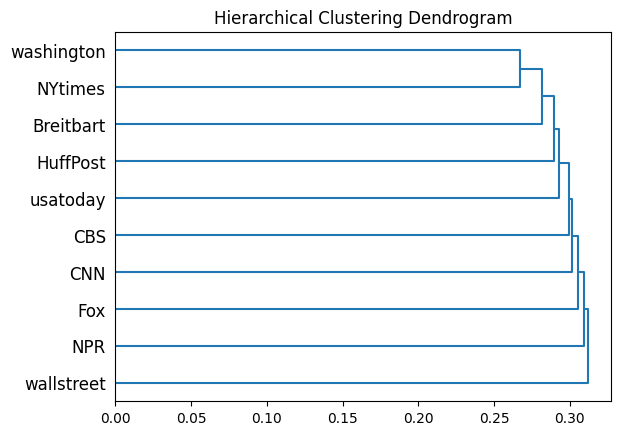 Hierarchical Clustering Dendrogram
washington
NYtimes
Breitbart
HuffPost
usatoday
CBS
CNN
Fox
NPR
wallstreet
0.00 0.05 0.10 0.15 0.20 0.25 0.30